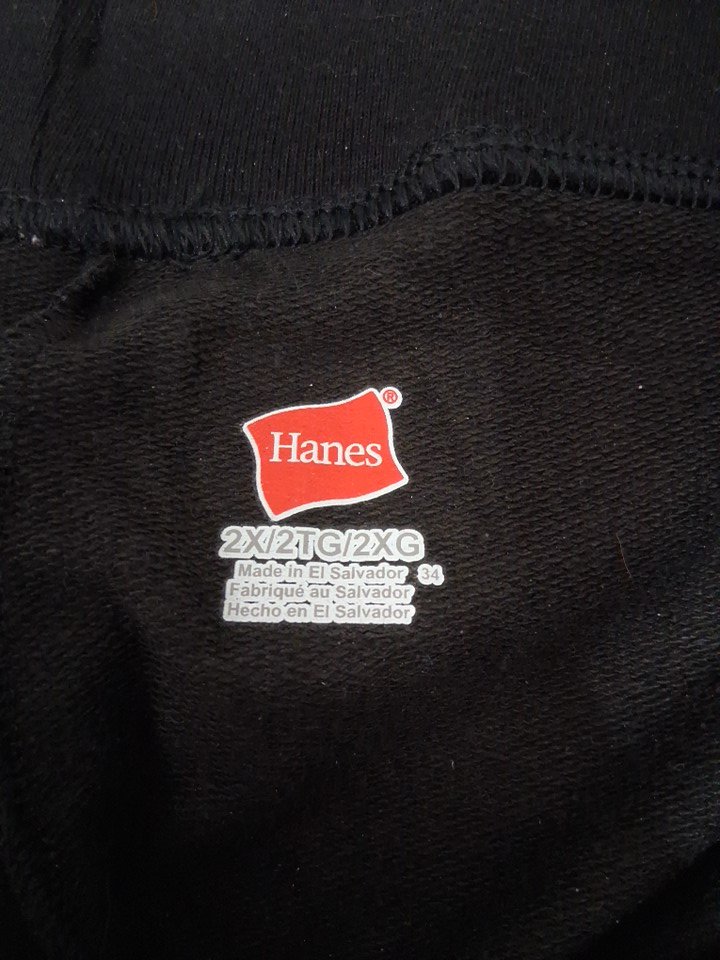 Hanes®
2X/2TG/2XG
Made in El Salvador 34
Fabriqué au Salvador
Hecho en El Salvador